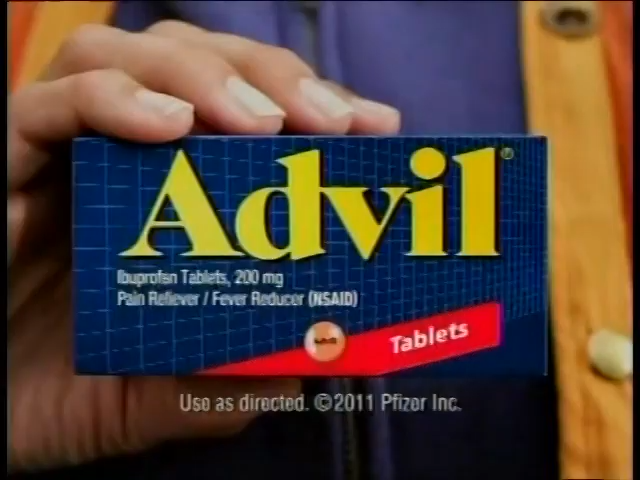 Advil®
Ibuprofen Tablets, 200 mg
Pain Reliever / Fever Reducer (NSAID)
Tablets
Use as directed. ©2011 Pfizer Inc.